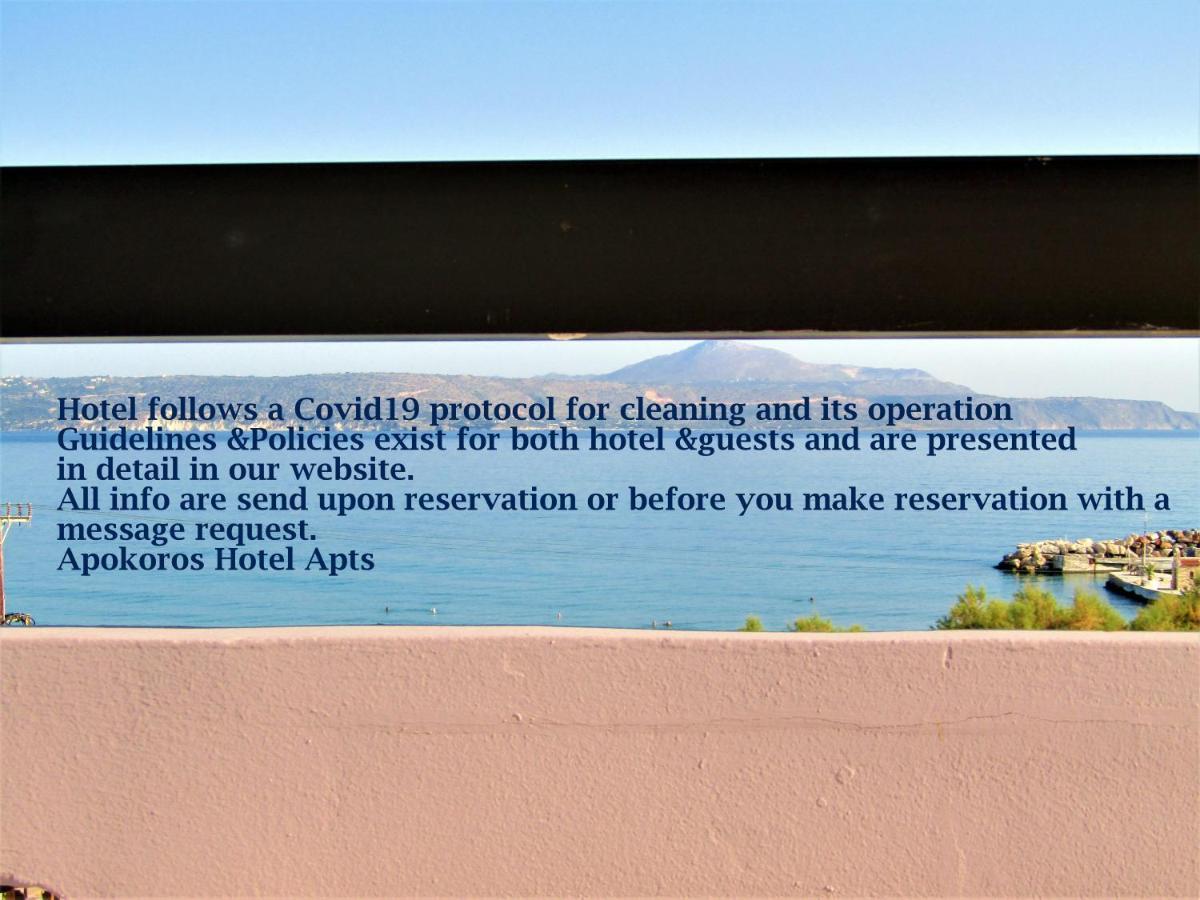 Hotel follows a Covid19 protocol for cleaning and its operation
Guidelines &Policies exist for both hotel &guests and are presented
in detail in our website.
All info are send upon reservation or before you make reservation with a
message request.
Apokoros Hotel Apts